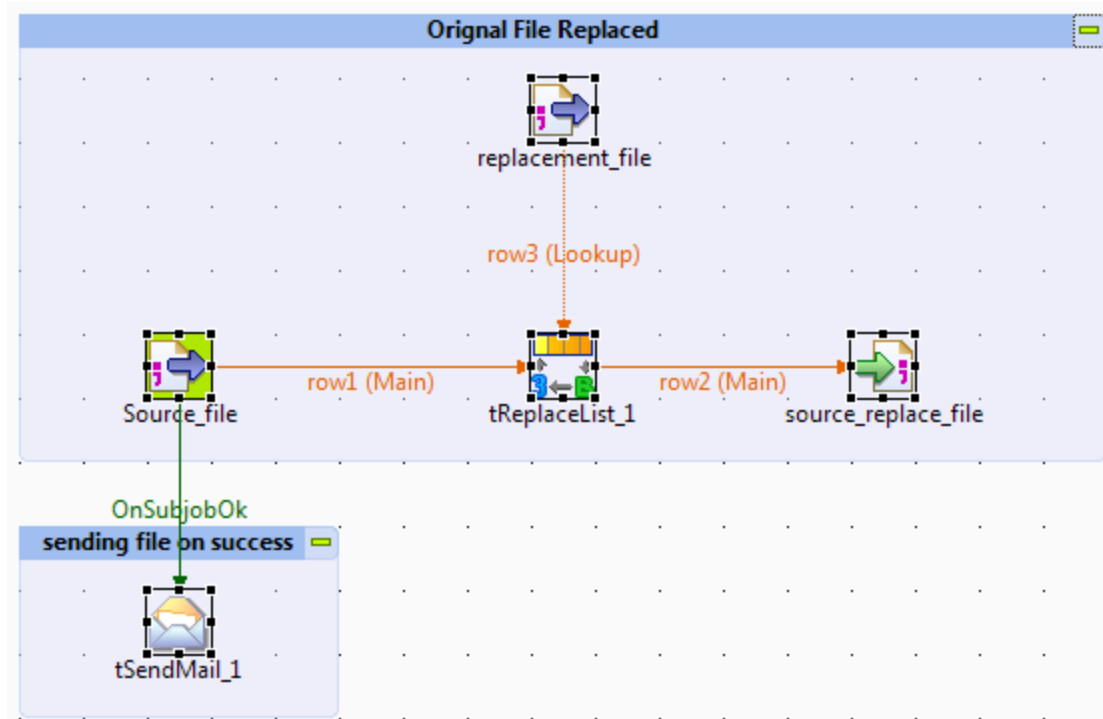 Orignal File Replaced
replacement_file
row3 (Lookup)
row1 (Main)
row2 (Main)
Source_file
tReplaceList_1
source_replace_file
OnSubjobOk
sending file on success
tSendMail_1